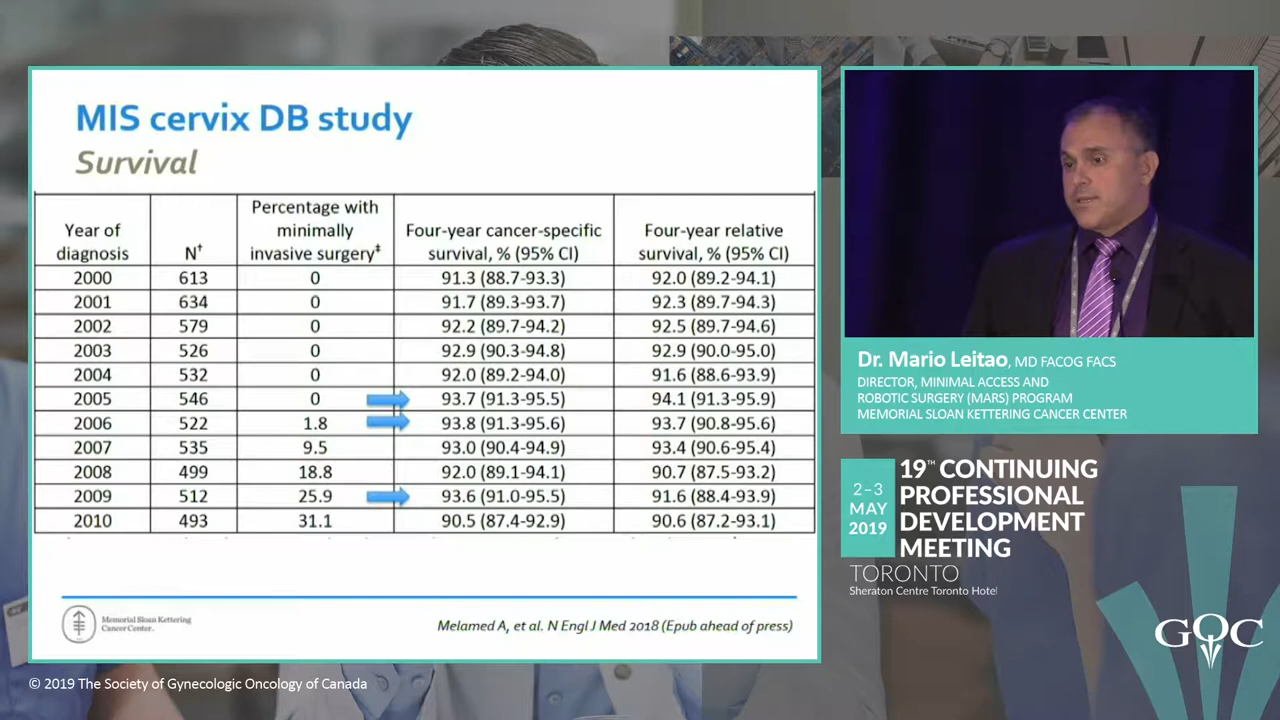 MIS cervix DB study
Survival
Year of diagnosis N† Percentage with minimally invasive surgery‡ Four-year cancer-specific survival, % (95% CI) Four-year relative survival, % (95% CI)
2000 613 0 91.3 (88.7-93.3) 92.0 (89.2-94.1)
2001 634 0 91.7 (89.3-93.7) 92.3 (89.7-94.3)
2002 579 0 92.2 (89.7-94.2) 92.5 (89.7-94.6)
2003 526 0 92.9 (90.3-94.8) 92.9 (90.0-95.0)
2004 532 0 92.0 (89.2-94.0) 91.6 (88.6-93.9)
2005 546 0 93.7 (91.3-95.5) 94.1 (91.3-95.9)
2006 522 1.8 93.8 (91.3-95.6) 93.7 (90.8-95.6)
2007 535 9.5 93.0 (90.4-94.9) 93.4 (90.6-95.4)
2008 499 18.8 92.0 (89.1-94.1) 90.7 (87.5-93.2)
2009 512 25.9 93.6 (91.0-95.5) 91.6 (88.4-93.9)
2010 493 31.1 90.5 (87.4-92.9) 90.6 (87.2-93.1)
Memorial Sloan Kettering
Cancer Center
Melamed A, et al. N Engl J Med 2018 (Epub ahead of press)
Dr. Mario Leitao, MD FACOG FACS
DIRECTOR, MINIMAL ACCESS AND
ROBOTIC SURGERY (MARS) PROGRAM
MEMORIAL SLOAN KETTERING CANCER CENTER
2–3
MAY
2019
19TH CONTINUING
PROFESSIONAL
DEVELOPMENT
MEETING
TORONTO
Sheraton Centre Toronto Hotel
GOC
© 2019 The Society of Gynecologic Oncology of Canada